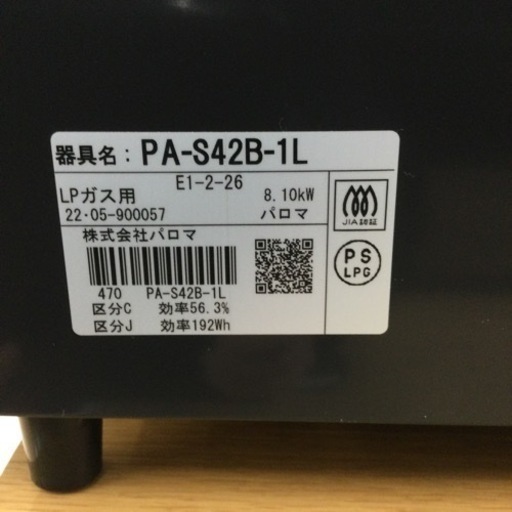 器具名：PA-S42B-1L
E1-2-26
LPガス用 8.10kW
22·05-900057 パロマ
株式会社パロマ
470 PA-S42B-1L
区分C 効率56.3%
区分J 効率192Wh
JIA認証
PS
LPG